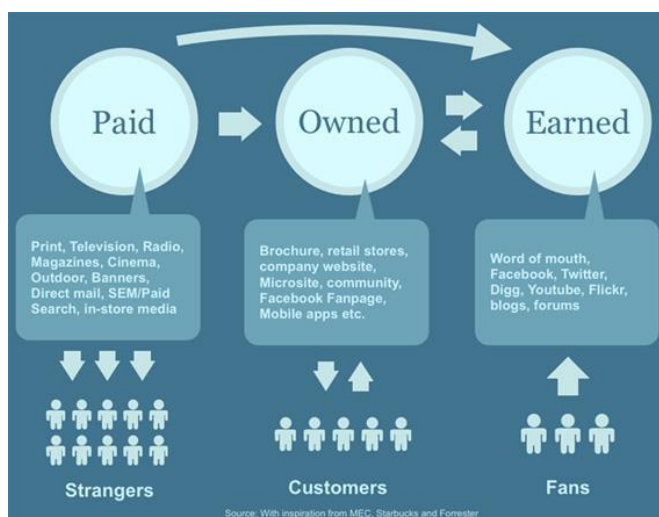 Paid
Owned
Earned
Print, Television, Radio,
Magazines, Cinema,
Outdoor, Banners,
Direct mail, SEM/Paid
Search, in-store media
Brochure, retail stores,
company website,
Microsite, community,
Facebook Fanpage,
Mobile apps etc.
Word of mouth,
Facebook, Twitter,
Digg, Youtube, Flickr,
blogs, forums
Strangers
Customers
Fans
Source: With inspiration from MEC, Starbucks and Forrester